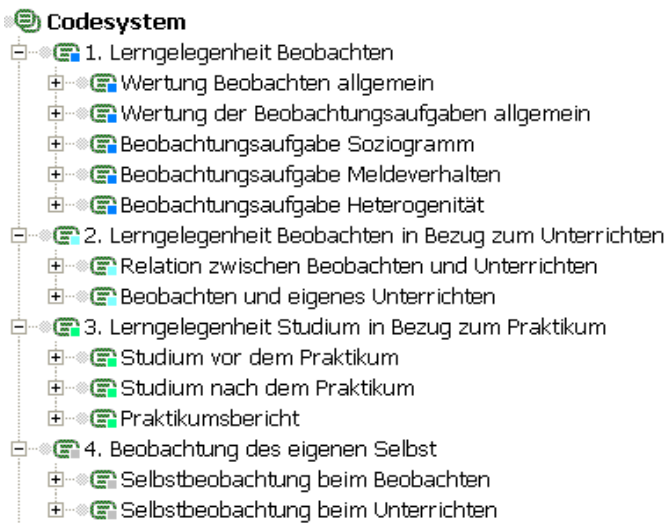 Codesystem
1. Lerngelegenheit Beobachten
Wertung Beobachten allgemein
Wertung der Beobachtungsaufgaben allgemein
Beobachtungsaufgabe Soziogramm
Beobachtungsaufgabe Meldeverhalten
Beobachtungsaufgabe Heterogenität
2. Lerngelegenheit Beobachten in Bezug zum Unterrichten
Relation zwischen Beobachten und Unterrichten
Beobachten und eigenes Unterrichten
3. Lerngelegenheit Studium in Bezug zum Praktikum
Studium vor dem Praktikum
Studium nach dem Praktikum
Praktikumsbericht
4. Beobachtung des eigenen Selbst
Selbstbeobachtung beim Beobachten
Selbstbeobachtung beim Unterrichten